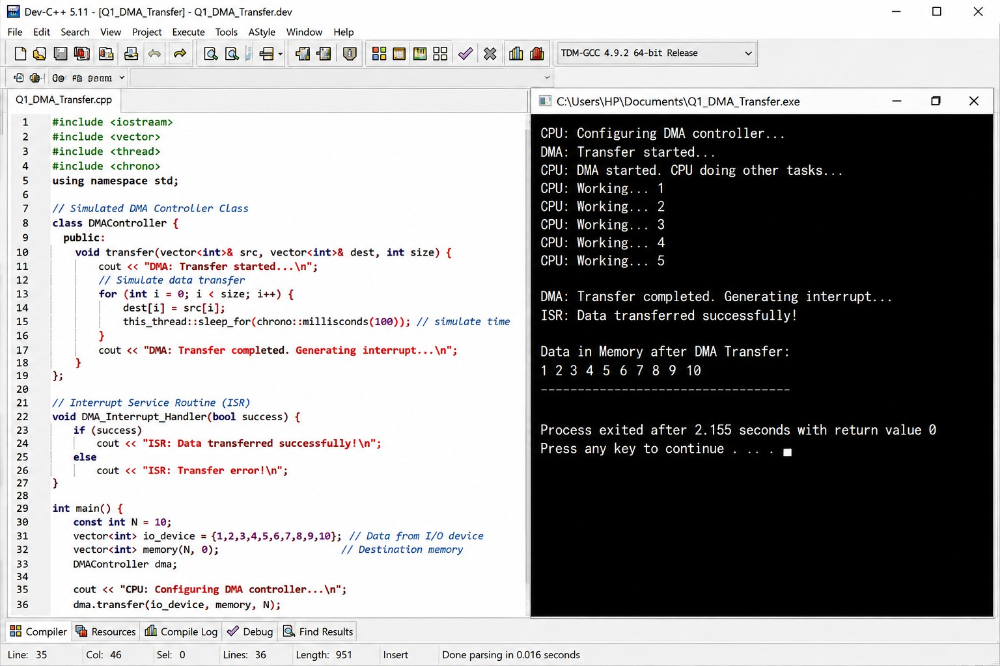 Dev-C++ 5.11 - [Q1_DMA_Transfer] - Q1_DMA_Transfer.dev
File Edit Search View Project Execute Tools AStyle Window Help
TDM-GCC 4.9.2 64-bit Release
Q1_DMA_Transfer.cpp
1 #include <iostraam>
2 #include <vector>
3 #include <thread>
4 #include <chrono>
5 using namespace std;
6
7 // Simulated DMA Controller Class
8 class DMAController {
9 public:
10 void transfer(vector<int>& src, vector<int>& dest, int size) {
11 cout << "DMA: Transfer started...\n";
12 // Simulate data transfer
13 for (int i = 0; i < size; i++) {
14 dest[i] = src[i];
15 this_thread::sleep_for(chrono::millisconds(100)); // simulate time
16 }
17 cout << "DMA: Transfer completed. Generating interrupt...\n";
18 }
19 };
20
21 // Interrupt Service Routine (ISR)
22 void DMA_Interrupt_Handler(bool success) {
23 if (success)
24 cout << "ISR: Data transferred successfully!\n";
25 else
26 cout << "ISR: Transfer error!\n";
27 }
28
29 int main() {
30 const int N = 10;
31 vector<int> io_device = {1,2,3,4,5,6,7,8,9,10}; // Data from I/O device
32 vector<int> memory(N, 0); // Destination memory
33 DMAController dma;
34
35 cout << "CPU: Configuring DMA controller...\n";
36 dma.transfer(io_device, memory, N);
C:\Users\HP\Documents\Q1_DMA_Transfer.exe
CPU: Configuring DMA controller...
DMA: Transfer started...
CPU: DMA started. CPU doing other tasks...
CPU: Working... 1
CPU: Working... 2
CPU: Working... 3
CPU: Working... 4
CPU: Working... 5
DMA: Transfer completed. Generating interrupt...
ISR: Data transferred successfully!
Data in Memory after DMA Transfer:
1 2 3 4 5 6 7 8 9 10
----------------------------------
Process exited after 2.155 seconds with return value 0
Press any key to continue . .. .
Compiler Resources Compile Log Debug Find Results
Line: 35 Col: 46 Sel: 0 Lines: 36 Length: 951 Insert Done parsing in 0.016 seconds